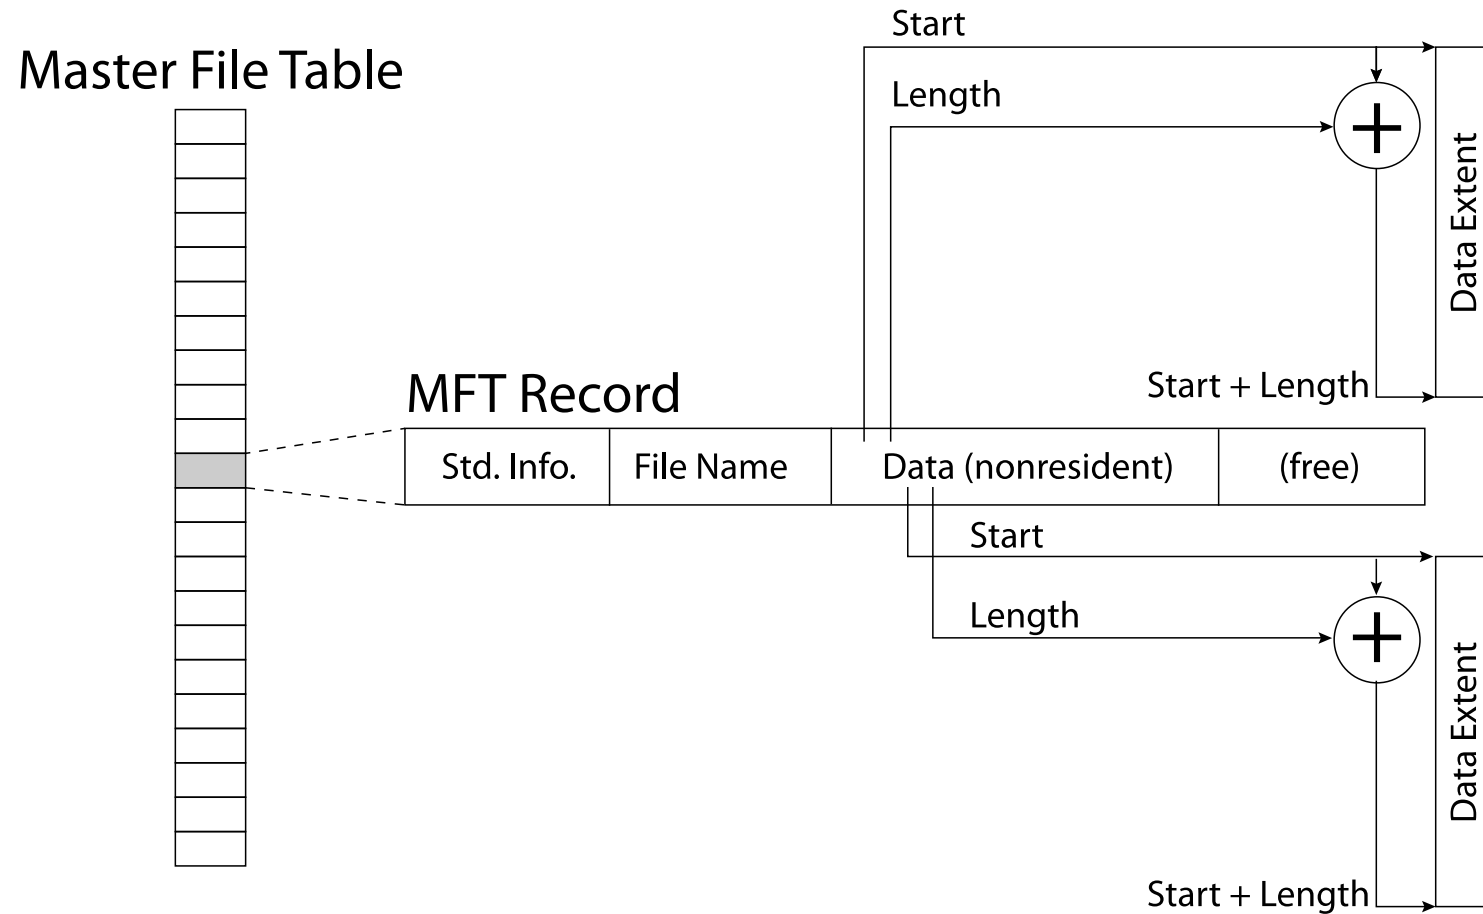 Start
Master File Table
Length
+
Data Extent
Start + Length
MFT Record
Std. Info.
File Name
Data (nonresident)
(free)
Start
Length
+
Data Extent
Start + Length